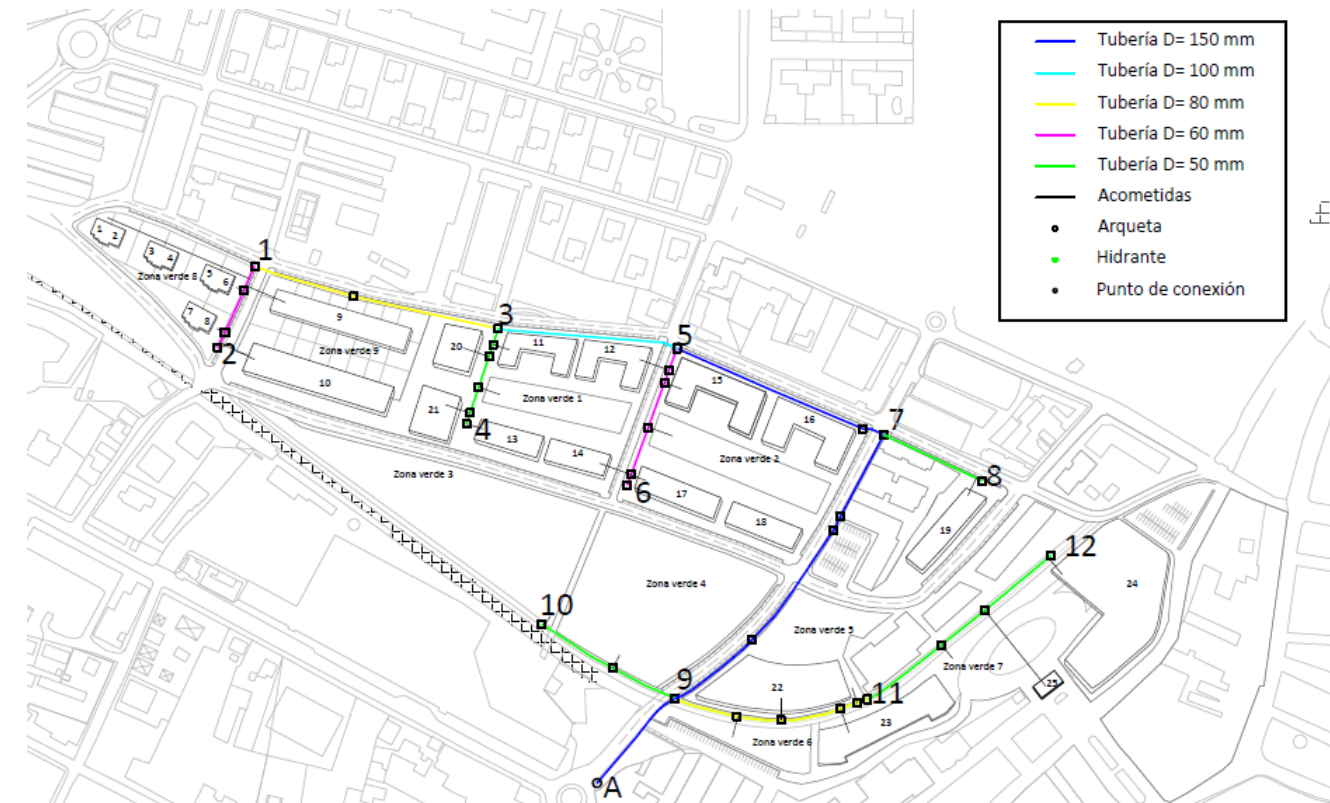 Tubería D= 150 mm
Tubería D= 100 mm
Tubería D= 80 mm
Tubería D= 60 mm
Tubería D= 50 mm
Acometidas
Arqueta
Hidrante
Punto de conexión
1 2
3 4
5 6
7 8
Zona verde 8
1
2
9
Zona verde 9
10
3
20
11
12
5
21
Zona verde 1
4
13
14
Zona verde 3
15
16
7
Zona verde 2
6
17
18
8
19
12
24
Zona verde 4
10
Zona verde 5
9
22
11
Zona verde 7
25
23
Zona verde 6
A